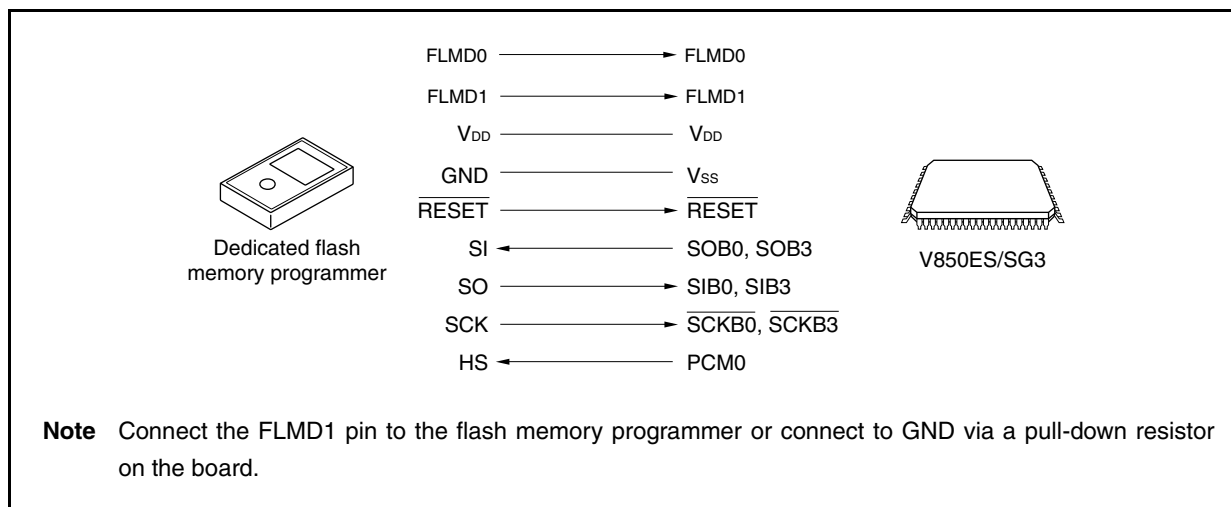 FLMD0 FLMD0
FLMD1 FLMD1
VDD VDD
GND VSS
RESET RESET
SI SOB0, SOB3
SO SIB0, SIB3
SCK SCKB0, SCKB3
HS PCM0
Dedicated flash
memory programmer
V850ES/SG3
Note Connect the FLMD1 pin to the flash memory programmer or connect to GND via a pull-down resistor
on the board.